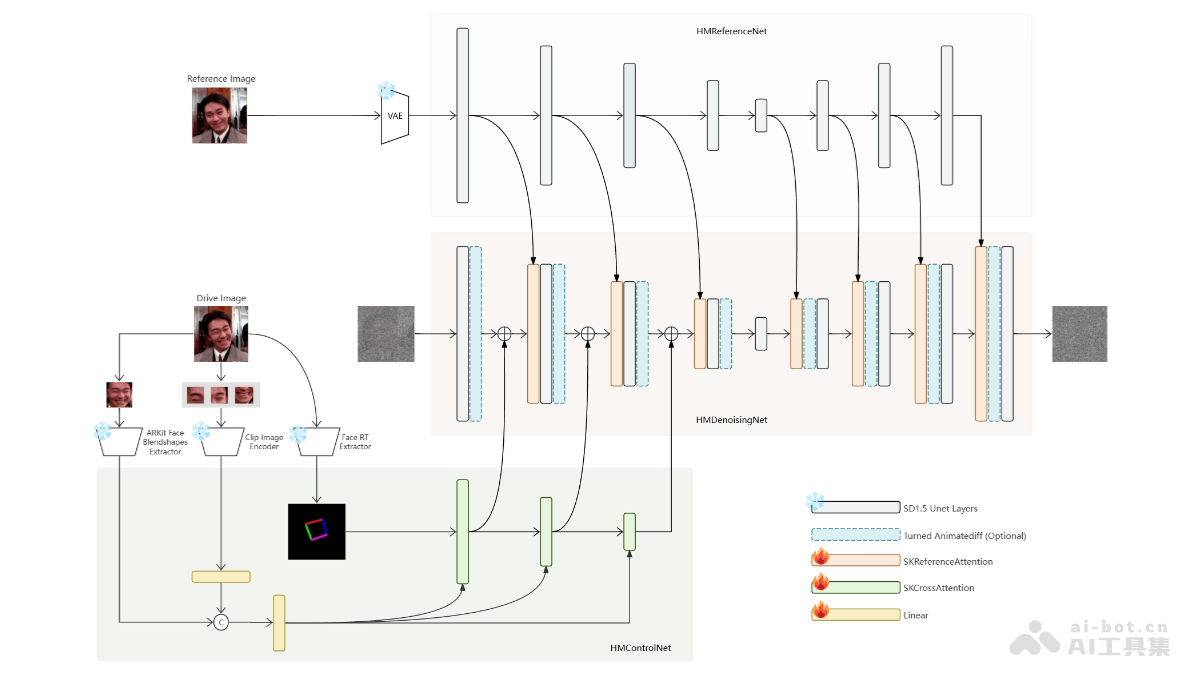 HMReferenceNet
Reference Image
VAE
Drive Image
HMDenoisingNet
ARKit Face
Blendshapes
Extractor
Clip Image
Encoder
Face RT
Extractor
C
HMControlNet
SD1.5 Unet Layers
Turned Animatediff (Optional)
SKReferenceAttention
SKCrossAttention
Linear
ai-bot.cn
AI工具集